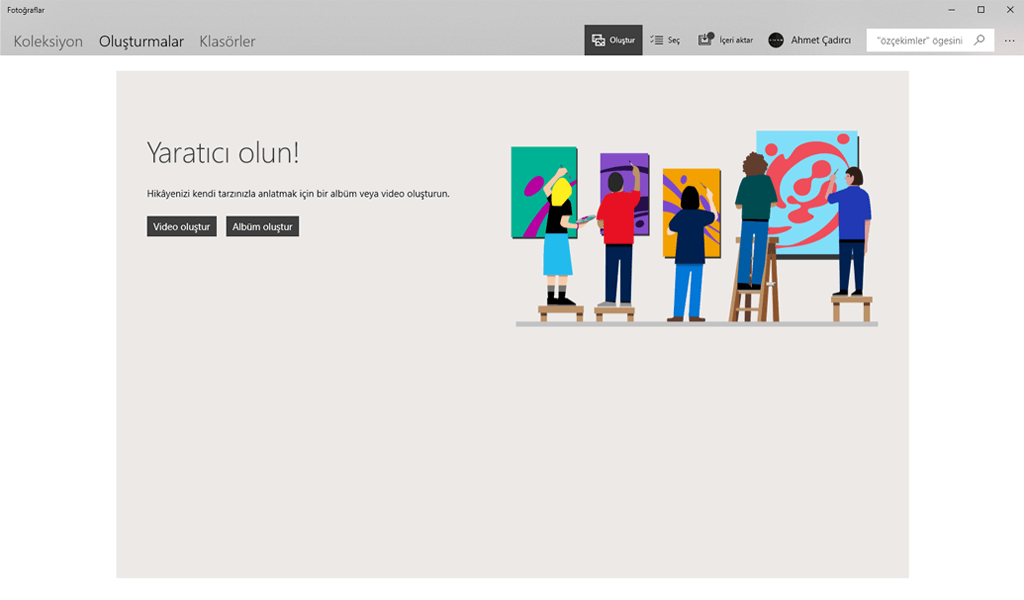 Fotoğraflar
Koleksiyon Oluşturmalar Klasörler
Oluştur Seç İçeri aktar Ahmet Çadırcı "özçekimler" ögesini
Yaratıcı olun!
Hikâyenizi kendi tarzınızla anlatmak için bir albüm veya video oluşturun.
Video oluştur Albüm oluştur